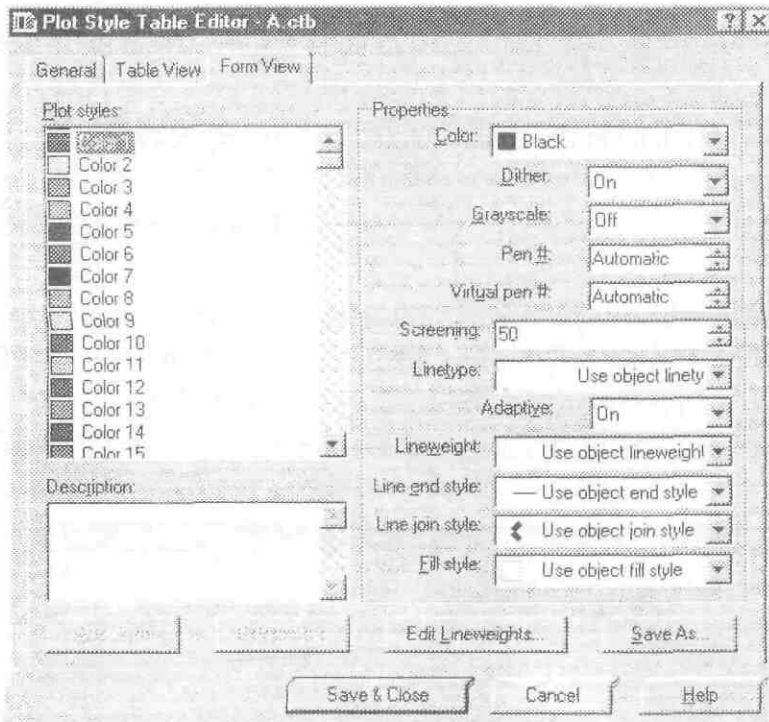 Plot Style Table Editor - A.ctb
General Table View Form View
Plot styles:
Color 2
Color 3
Color 4
Color 5
Color 6
Color 7
Color 8
Color 9
Color 10
Color 11
Color 12
Color 13
Color 14
Color 15
Description:
Properties
Color: Black
Dither: On
Grayscale: Off
Pen #: Automatic
Virtual pen #: Automatic
Screening: 50
Linetype: Use object linety
Adaptive: On
Lineweight: Use object lineweight
Line end style: Use object end style
Line join style: Use object join style
Fill style: Use object fill style
Edit Lineweights... Save As...
Save & Close Cancel Help